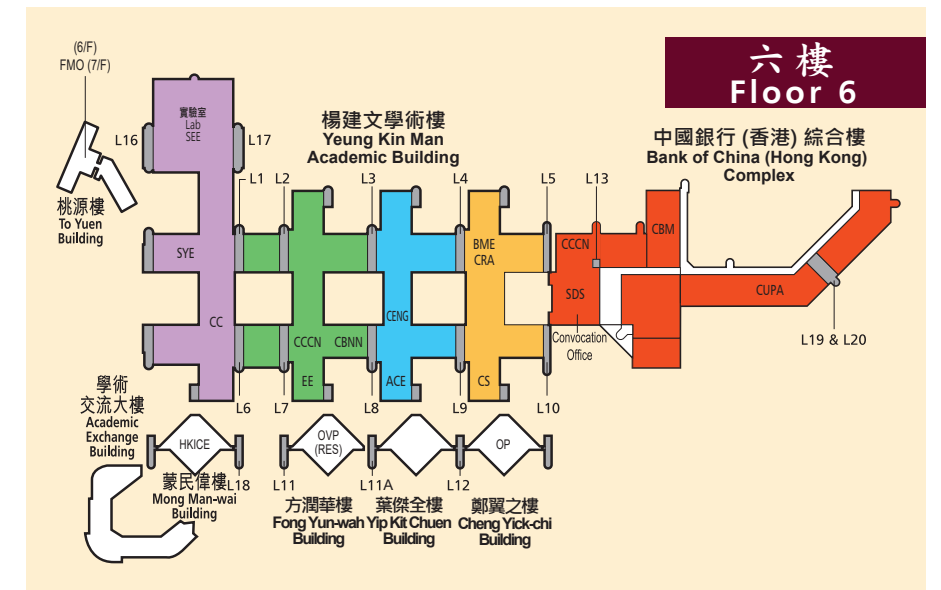 六樓
Floor 6
(6/F)
FMO (7/F)
桃源樓
To Yuen
Building
實驗室
Lab
SEE
L16
L17
楊建文學術樓
Yeung Kin Man
Academic Building
中國銀行 (香港) 綜合樓
Bank of China (Hong Kong)
Complex
L1
L2
L3
L4
L5
L13
SYE
BME
CRA
CCCN
CBM
CC
CENG
SDS
CUPA
CCCN
CBNN
Convocation
Office
L19 & L20
EE
ACE
CS
L6
L7
L8
L9
L10
學術
交流大樓
Academic
Exchange
Building
HKICE
OVP
(RES)
OP
L18
L11
L11A
L12
蒙民偉樓
Mong Man-wai
Building
方潤華樓
Fong Yun-wah
Building
葉傑全樓
Yip Kit Chuen
Building
鄭翼之樓
Cheng Yick-chi
Building